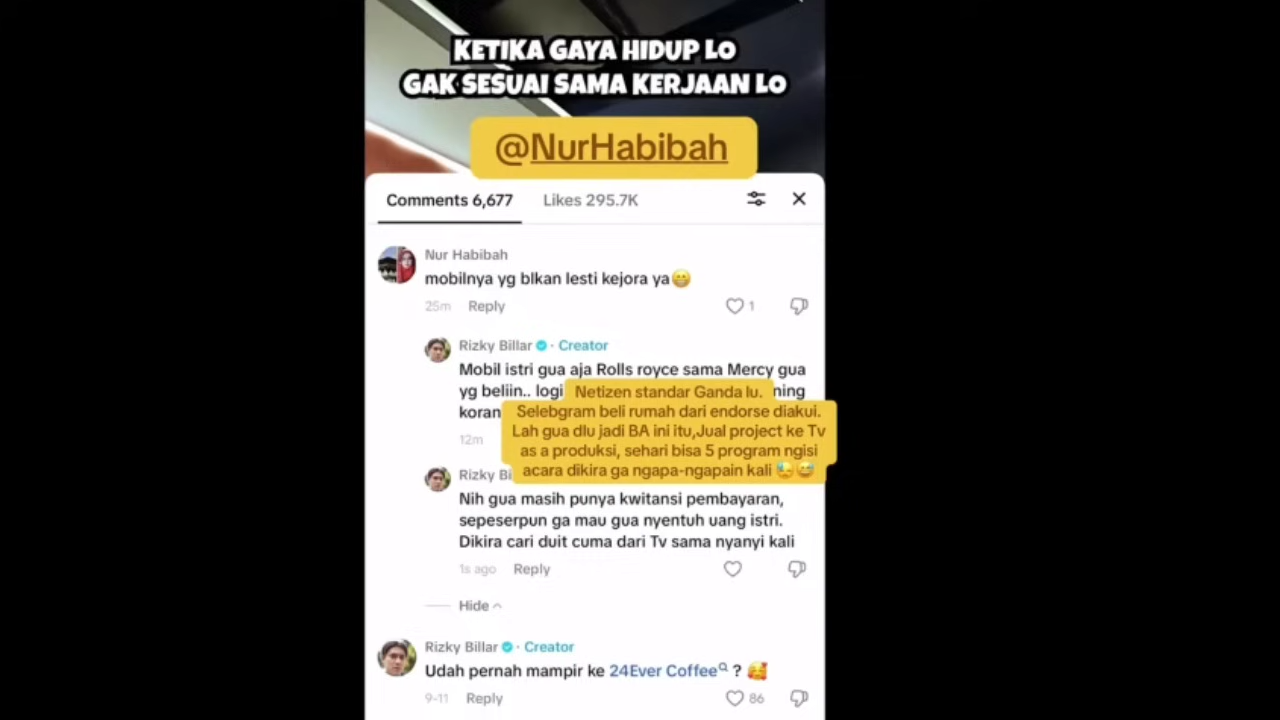 KETIKA GAYA HIDUP LO
GAK SESUAI SAMA KERJAAN LO
@NurHabibah
Comments 6,677
Likes 295.7K
Nur Habibah
mobilnya yg blkan lesti kejora ya😁
25m Reply
1
Rizky Billar · Creator
Mobil istri gua aja Rolls royce sama Mercy gua
yg beliin.. logi
ning
koran
Netizen standar Ganda lu.
Selebgram beli rumah dari endorse diakui.
Lah gua dlu jadi BA ini itu,Jual project ke Tv
as a produksi, sehari bisa 5 program ngisi
acara dikira ga ngapa-ngapain kali 😓😅
12m
Rizky Bi
Nih gua masih punya kwitansi pembayaran,
sepeserpun ga mau gua nyentuh uang istri.
Dikira cari duit cuma dari Tv sama nyanyi kali
1s ago Reply
Hide
Rizky Billar · Creator
Udah pernah mampir ke 24Ever Coffee ? 🥰
9-11 Reply
86